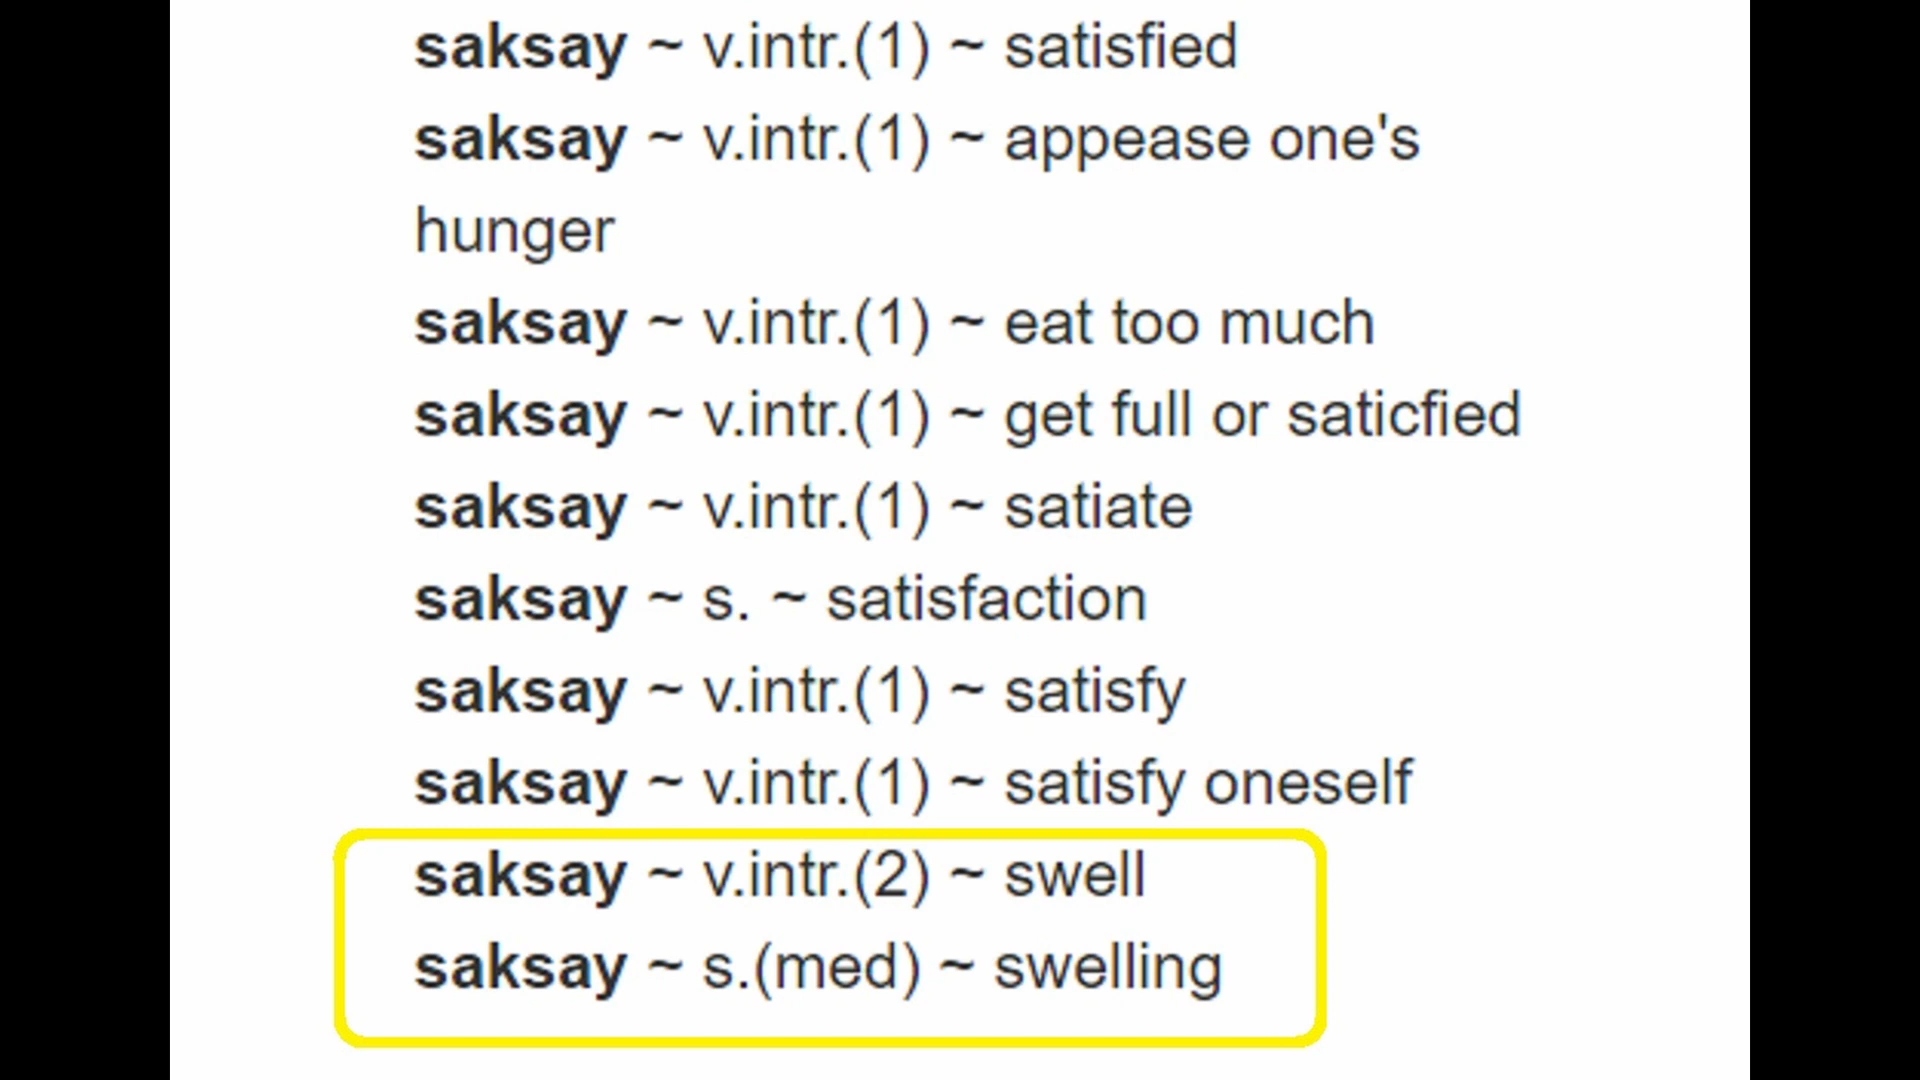 saksay ~ v.intr.(1) ~ satisfied
saksay ~ v.intr.(1) ~ appease one's
hunger
saksay ~ v.intr.(1) ~ eat too much
saksay ~ v.intr.(1) ~ get full or saticfied
saksay ~ v.intr.(1) ~ satiate
saksay ~ s. ~ satisfaction
saksay ~ v.intr.(1) ~ satisfy
saksay ~ v.intr.(1) ~ satisfy oneself
saksay ~ v.intr.(2) ~ swell
saksay ~ s.(med) ~ swelling